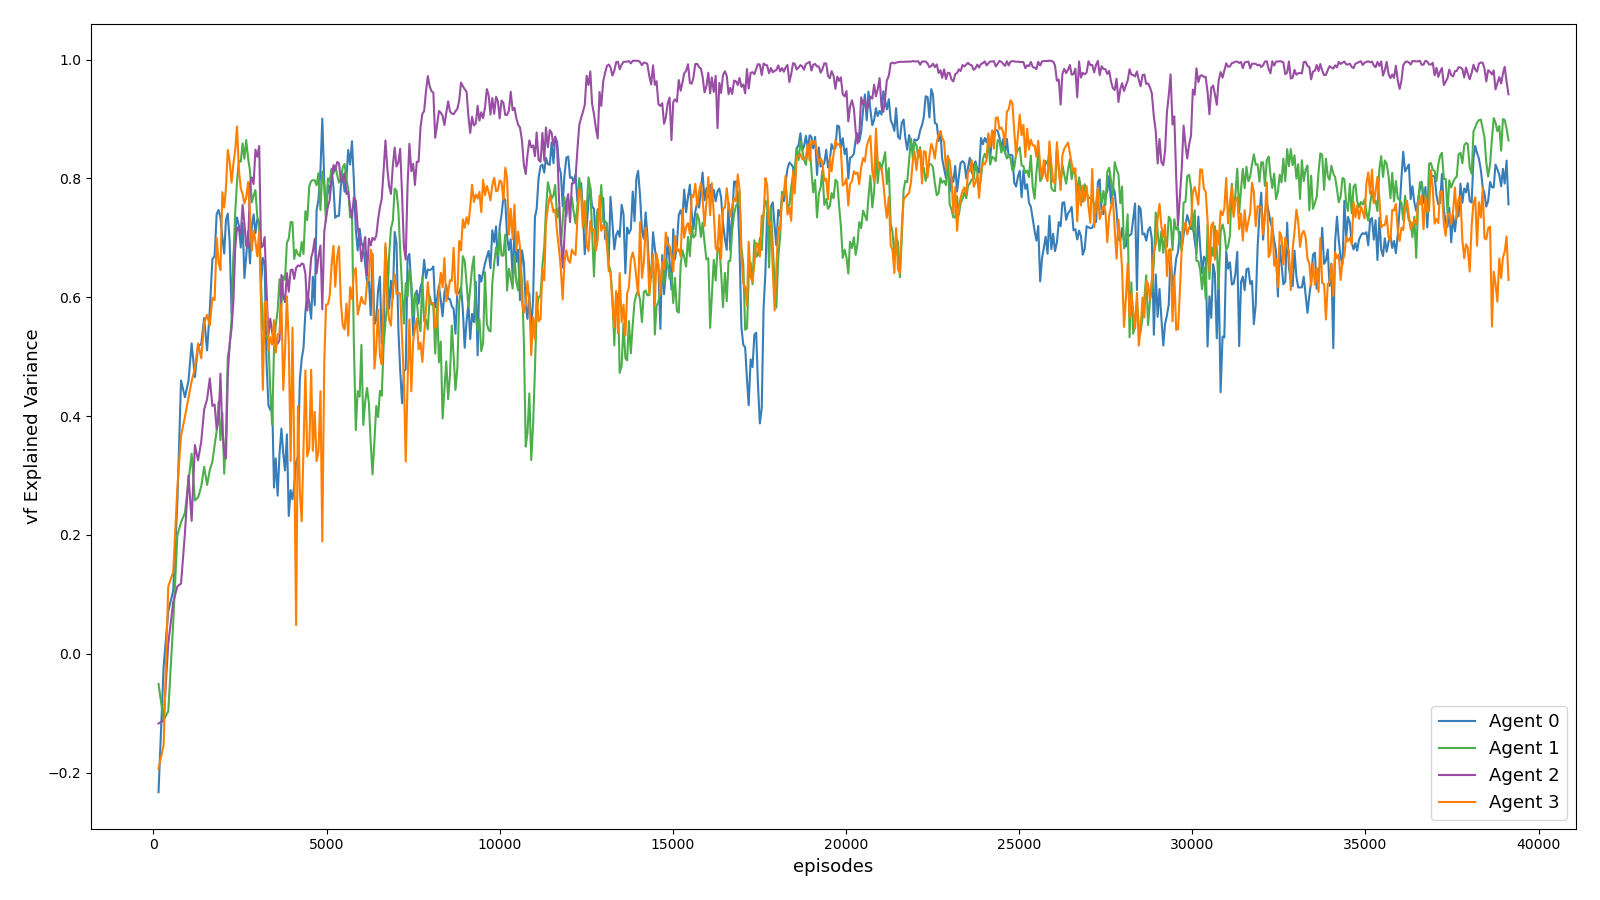 1.0
0.8
0.6
0.4
0.2
0.0
−0.2
vf Explained Variance
0 5000 10000 15000 20000 25000 30000 35000 40000
episodes
Agent 0
Agent 1
Agent 2
Agent 3